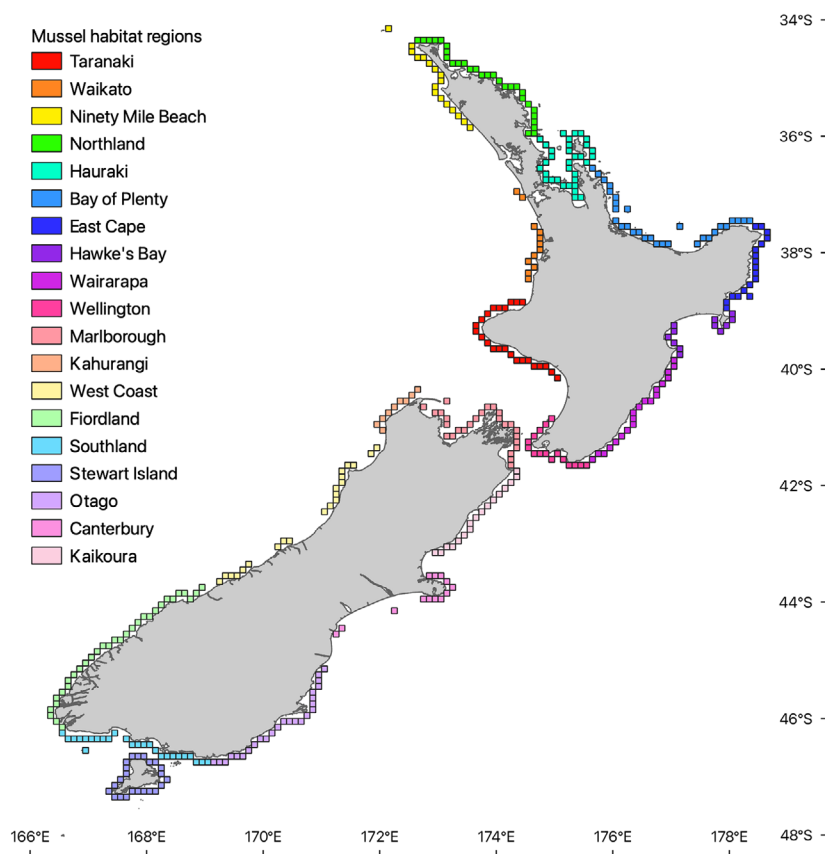 Mussel habitat regions
Taranaki
Waikato
Ninety Mile Beach
Northland
Hauraki
Bay of Plenty
East Cape
Hawke's Bay
Wairarapa
Wellington
Marlborough
Kahurangi
West Coast
Fiordland
Southland
Stewart Island
Otago
Canterbury
Kaikoura
34°S
36°S
38°S
40°S
42°S
44°S
46°S
48°S
166°E
168°E
170°E
172°E
174°E
176°E
178°E